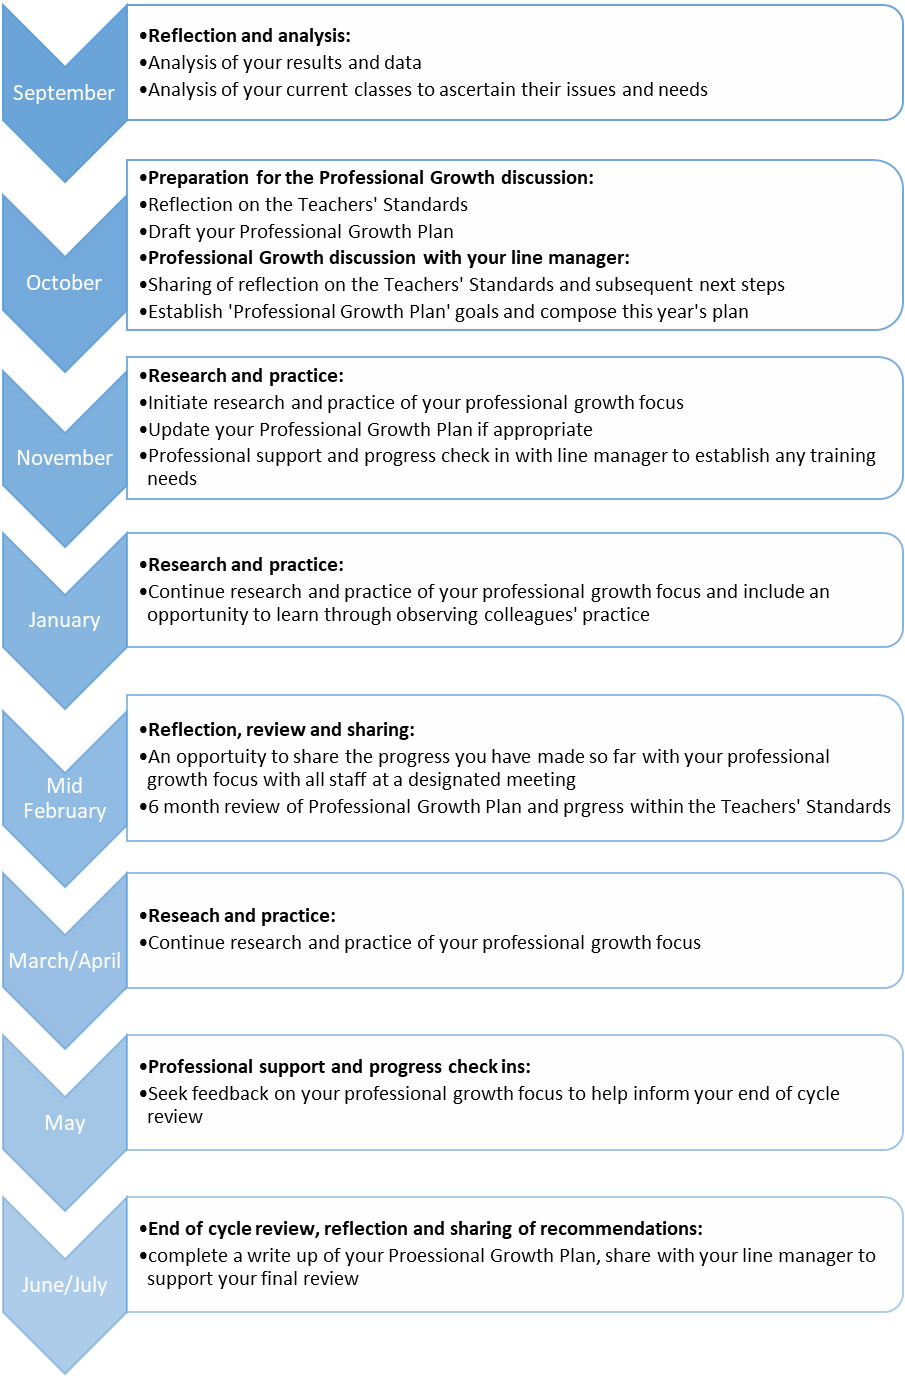 September
•Reflection and analysis:
•Analysis of your results and data
•Analysis of your current classes to ascertain their issues and needs
October
•Preparation for the Professional Growth discussion:
•Reflection on the Teachers' Standards
•Draft your Professional Growth Plan
•Professional Growth discussion with your line manager:
•Sharing of reflection on the Teachers' Standards and subsequent next steps
•Establish 'Professional Growth Plan' goals and compose this year's plan
November
•Research and practice:
•Initiate research and practice of your professional growth focus
•Update your Professional Growth Plan if appropriate
•Professional support and progress check in with line manager to establish any training
needs
January
•Research and practice:
•Continue research and practice of your professional growth focus and include an
opportunity to learn through observing colleagues' practice
Mid
February
•Reflection, review and sharing:
•An opportuity to share the progress you have made so far with your professional
growth focus with all staff at a designated meeting
•6 month review of Professional Growth Plan and prgress within the Teachers' Standards
March/April
•Reseach and practice:
•Continue research and practice of your professional growth focus
May
•Professional support and progress check ins:
•Seek feedback on your professional growth focus to help inform your end of cycle
review
June/July
•End of cycle review, reflection and sharing of recommendations:
•complete a write up of your Proessional Growth Plan, share with your line manager to
support your final review